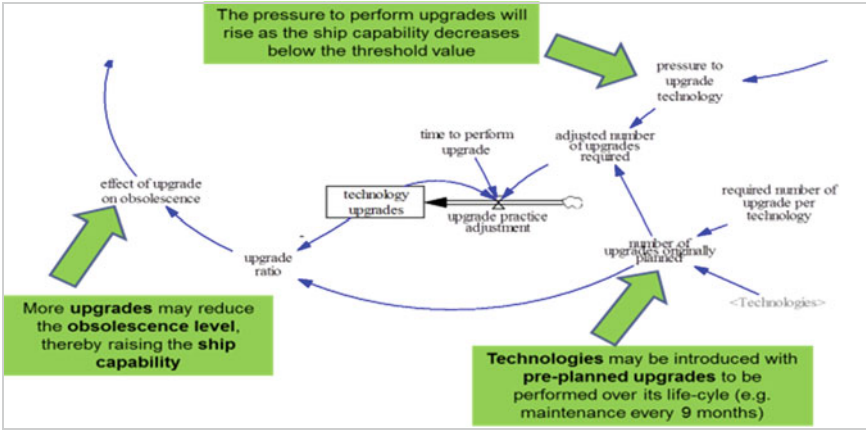 The pressure to perform upgrades will
rise as the ship capability decreases
below the threshold value
pressure to
upgrade
technology
time to perform
upgrade
adjusted number
of upgrades
required
effect of upgrade
on obsolescence
technology
upgrades
upgrade practice
adjustment
required number of
upgrade per
technology
-
upgrade
ratio
number of
upgrades originally
planned
<Technologies>
More upgrades may reduce
the obsolescence level,
thereby raising the ship
capability
Technologies may be introduced with
pre-planned upgrades to be
performed over its life-cyle (e.g.
maintenance every 9 months)